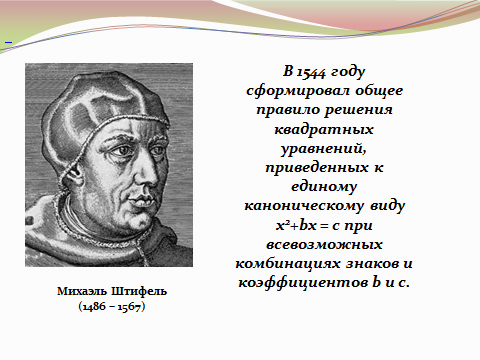 В 1544 году
сформировал общее
правило решения
квадратных
уравнений,
приведенных к
единому
каноническому виду
x²+bx = c при
всевозможных
комбинациях знаков и
коэффициентов b и c.
Михаэль Штифель
(1486 – 1567)